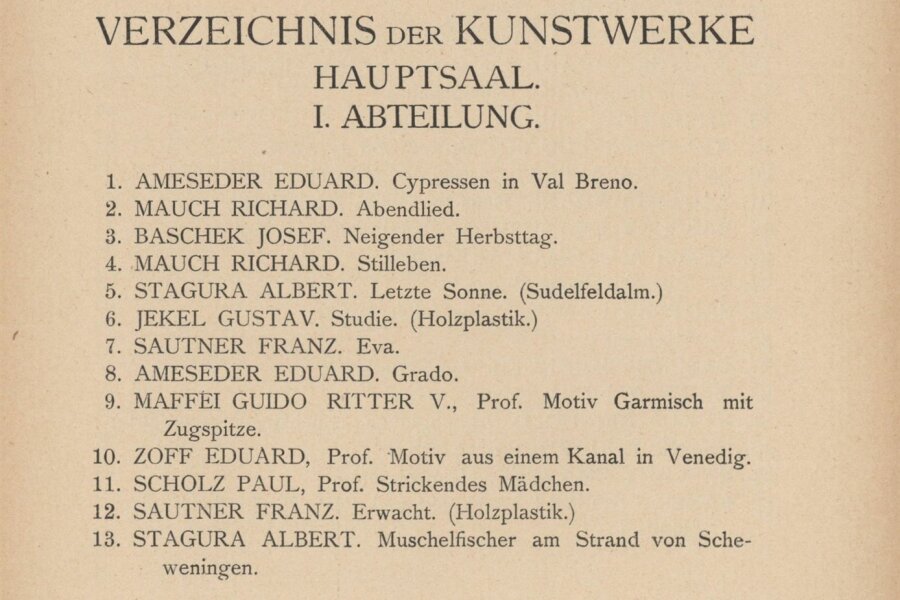 VERZEICHNIS DER KUNSTWERKE
HAUPTSAAL.
I. ABTEILUNG.
1. AMESEDER EDUARD. Cypressen in Val Breno.
2. MAUCH RICHARD. Abendlied.
3. BASCHEK JOSEF. Neigender Herbsttag.
4. MAUCH RICHARD. Stilleben.
5. STAGURA ALBERT. Letzte Sonne. (Sudelfeldalm.)
6. JEKEL GUSTAV. Studie. (Holzplastik.)
7. SAUTNER FRANZ. Eva.
8. AMESEDER EDUARD. Grado.
9. MAFFEI GUIDO RITTER V., Prof. Motiv Garmisch mit
Zugspitze.
10. ZOFF EDUARD, Prof. Motiv aus einem Kanal in Venedig.
11. SCHOLZ PAUL, Prof. Strickendes Mädchen.
12. SAUTNER FRANZ. Erwacht. (Holzplastik.)
13. STAGURA ALBERT. Muschelfischer am Strand von Sche-
weningen.